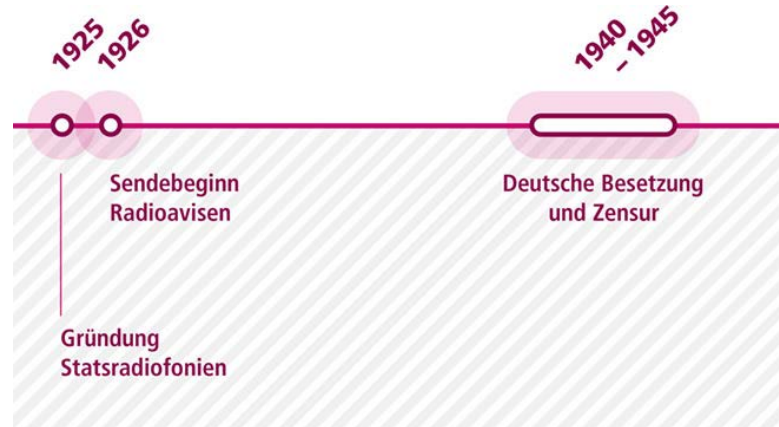 1925
1926
1940
– 1945
Sendebeginn
Radioavisen
Deutsche Besetzung
und Zensur
Gründung
Statsradiofonien